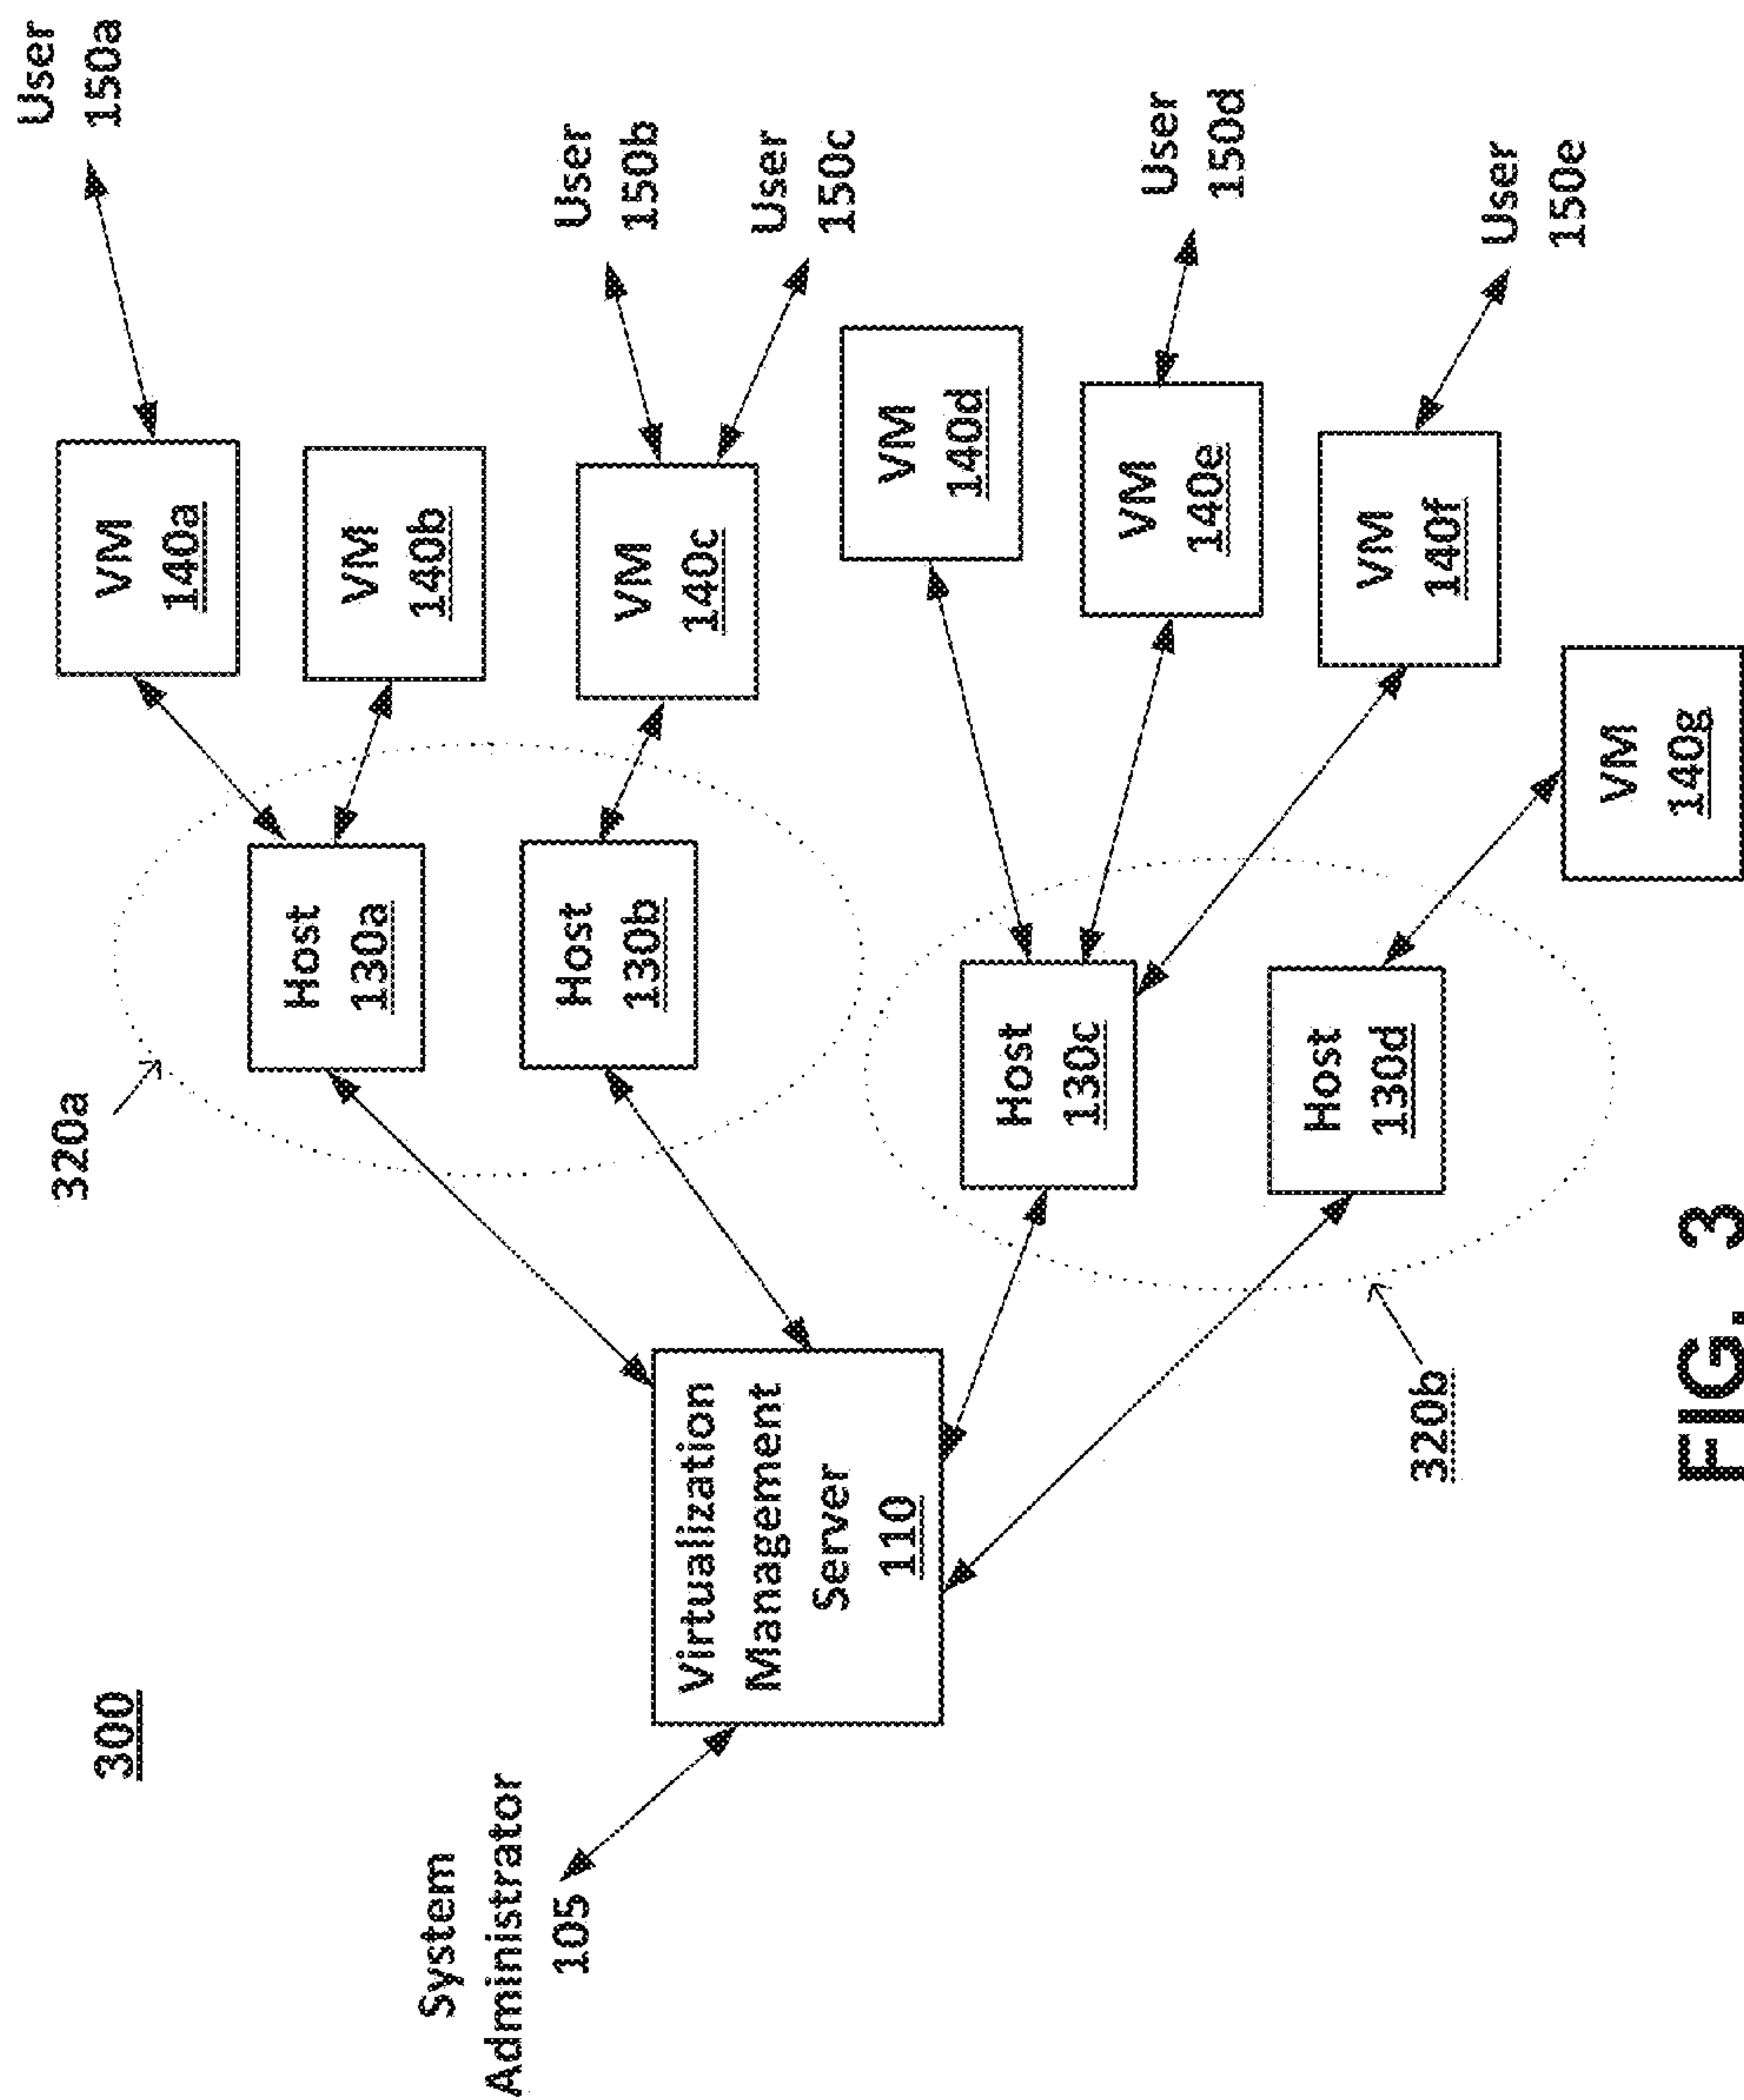 300
System
Administrator
105
Virtualization
Management
Server
110
320a
320b
Host
130a
Host
130b
Host
130c
Host
130d
VM
140a
VM
140b
VM
140c
VM
140d
VM
140e
VM
140f
VM
140g
User
150a
User
150b
User
150c
User
150d
User
150e
FIG. 3